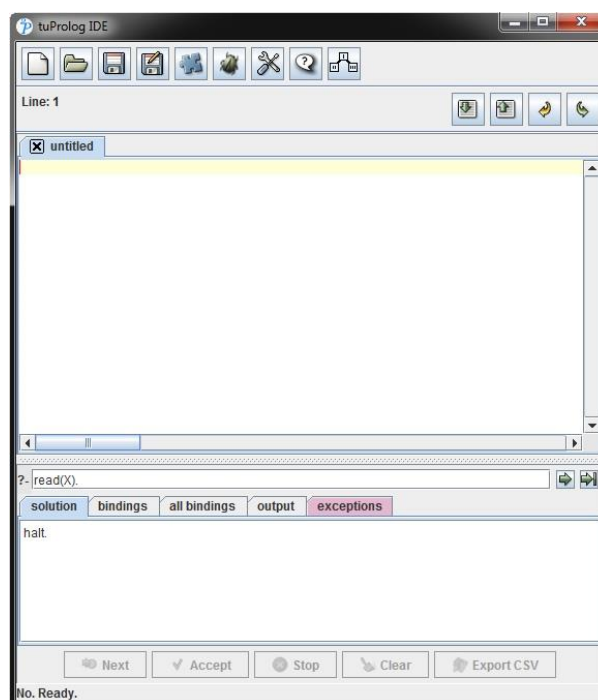 tuProlog IDE
Line: 1
untitled
?- read(X).
solution bindings all bindings output exceptions
halt.
Next Accept Stop Clear Export CSV
No. Ready.